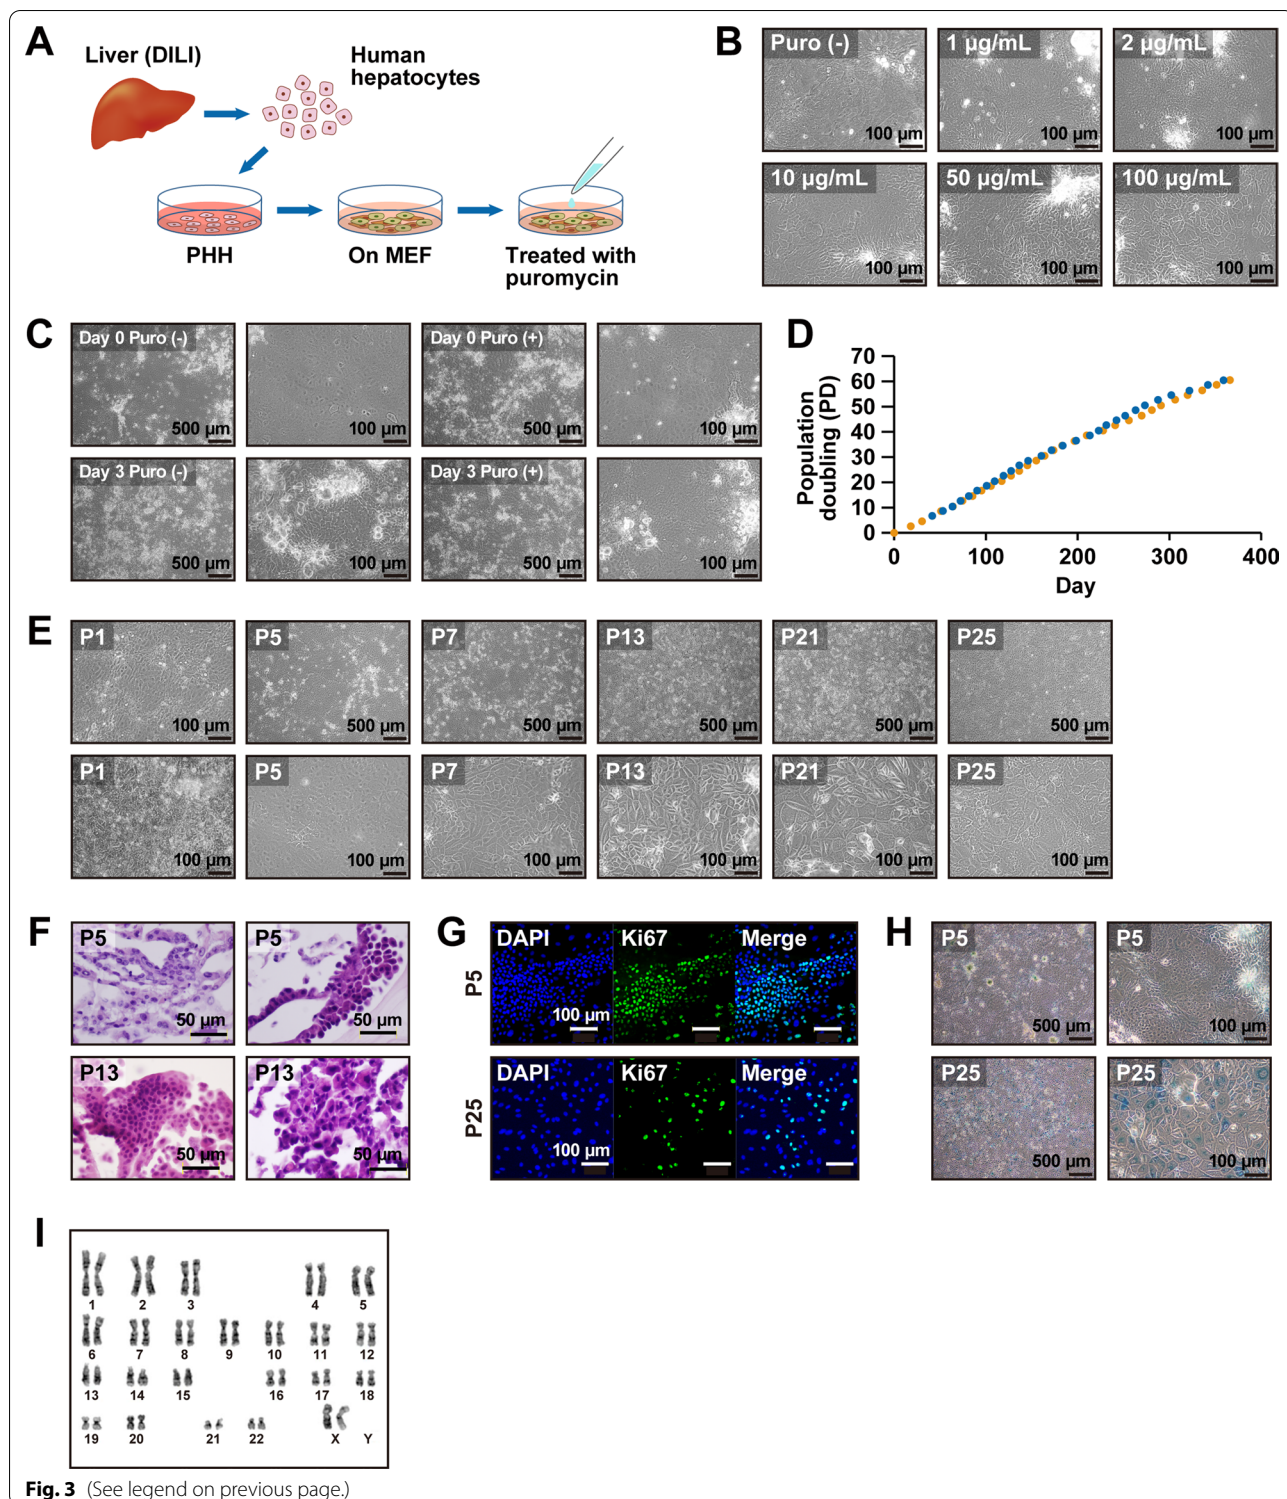 A
Liver (DILI)
Human
hepatocytes
PHH
On MEF
Treated with
puromycin
B
Puro (-)
100 µm
1 µg/mL
100 µm
2 µg/mL
100 µm
10 µg/mL
100 µm
50 µg/mL
100 µm
100 µg/mL
100 µm
C
Day 0 Puro (-)
500 µm
100 µm
Day 0 Puro (+)
500 µm
100 µm
Day 3 Puro (-)
500 µm
100 µm
Day 3 Puro (+)
500 µm
100 µm
D
Population
doubling (PD)
70
60
50
40
30
20
10
0
0 100 200 300 400
Day
E
P1
100 µm
P5
500 µm
P7
500 µm
P13
500 µm
P21
500 µm
P25
500 µm
P1
100 µm
P5
100 µm
P7
100 µm
P13
100 µm
P21
100 µm
P25
100 µm
F
P5
50 µm
P5
50 µm
P13
50 µm
P13
50 µm
G
P5
DAPI
100 µm
Ki67
Merge
P25
DAPI
100 µm
Ki67
Merge
H
P5
500 µm
P5
100 µm
P25
500 µm
P25
100 µm
I
1 2 3 4 5
6 7 8 9 10 11 12
13 14 15 16 17 18
19 20 21 22 X Y
Fig. 3 (See legend on previous page.)